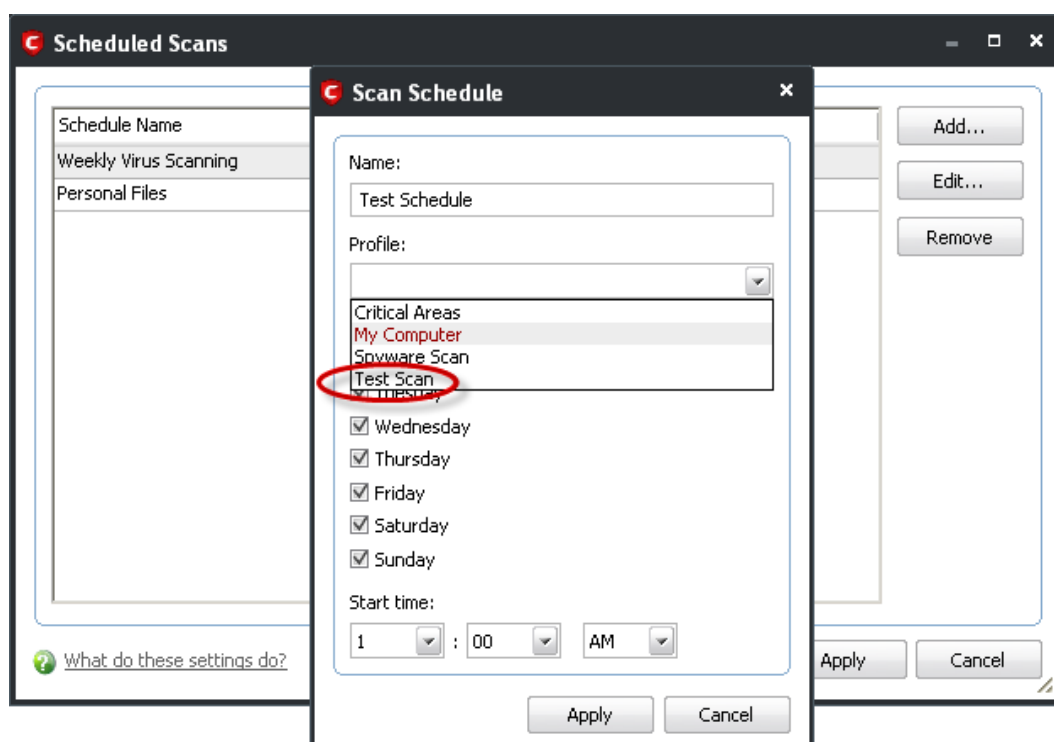 Scheduled Scans
Scan Schedule
Schedule Name
Weekly Virus Scanning
Personal Files
Add...
Edit...
Remove
Name:
Test Schedule
Profile:
Critical Areas
My Computer
Spyware Scan
Test Scan
Tuesday
Wednesday
Thursday
Friday
Saturday
Sunday
Start time:
1 : 00 AM
What do these settings do?
Apply Cancel
Apply Cancel